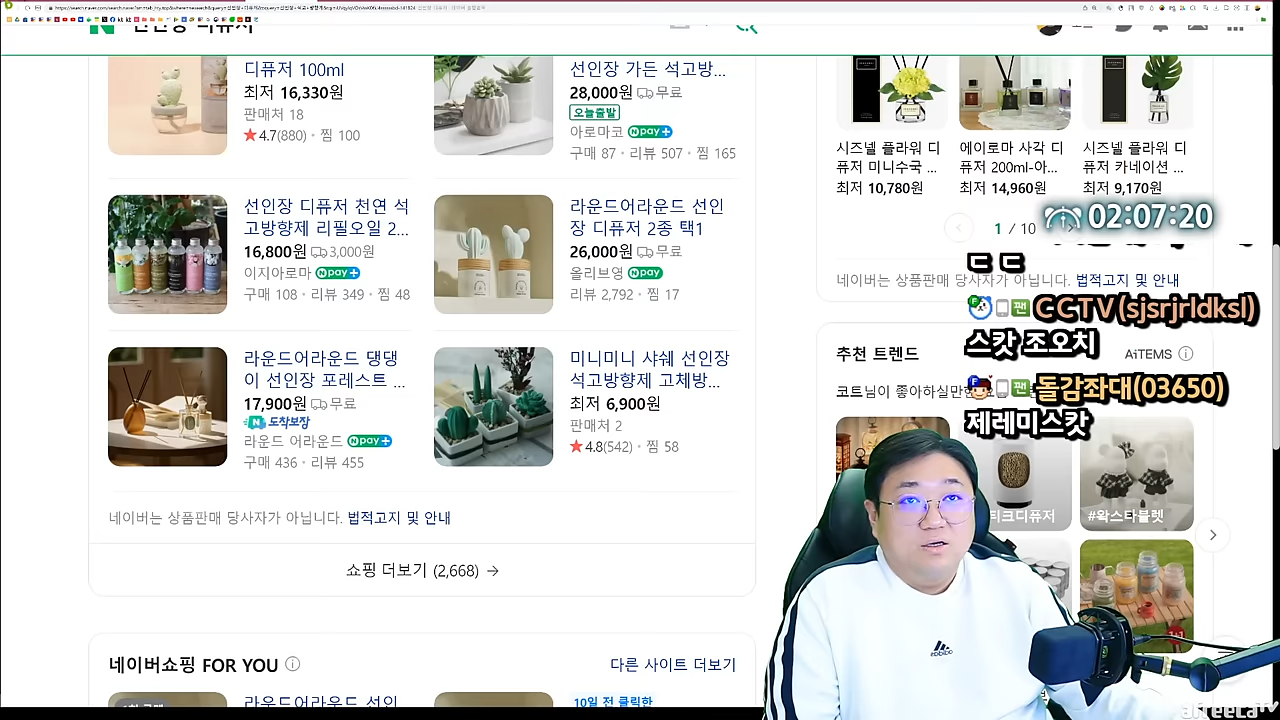 디퓨저 100ml
최저 16,330원
판매처 18
4.7(880) · 찜 100
선인장 가든 석고방...
8,900원 무료
오늘출발
아로마코 N pay+
구매 87 · 리뷰 507 · 찜 165
선인장 디퓨저 천연 석
고방향제 리필오일 2...
16,800원 3,000원
이지아로마 N pay+
구매 108 · 리뷰 349 · 찜 48
라운드어라운드 선인
장 디퓨저 2종 택1
26,000원 무료
올리브영 N pay
리뷰 2,792 · 찜 17
라운드어라운드 댕댕
이 선인장 포레스트 ...
17,900원 무료
N 도착보장
라운드 어라운드 N pay+
구매 436 · 리뷰 455
미니미니 샤쉐 선인장
석고방향제 고체방...
최저 6,900원
판매처 2
4.8(542) · 찜 58
네이버는 상품판매 당사자가 아닙니다. 법적고지 및 안내
쇼핑 더보기 (2,668) →
네이버쇼핑 FOR YOU
다른 사이트 더보기
라운드어라운드 선인
10일 전 클릭한
시즈넬 플라워 디
퓨저 미니수국 ...
최저 10,780원
에이로마 사각 디
퓨저 200ml-아...
최저 14,960원
시즈넬 플라워 디
퓨저 카네이션 ...
최저 9,170원
1 / 10
02:07:20
ㄷㄷ
네이버는 상품판매 당사자가 아닙니다. 법적고지 및 안내
CCTV(sjsrjrldksl)
스캇 조오치
추천 트렌드
AiTEMS
코트님이 좋아하실만한
팬 돌감좌대(03650)
제레미스캇
티크디퓨저
#왁스타블렛
1+1
adidas
afreecaTV